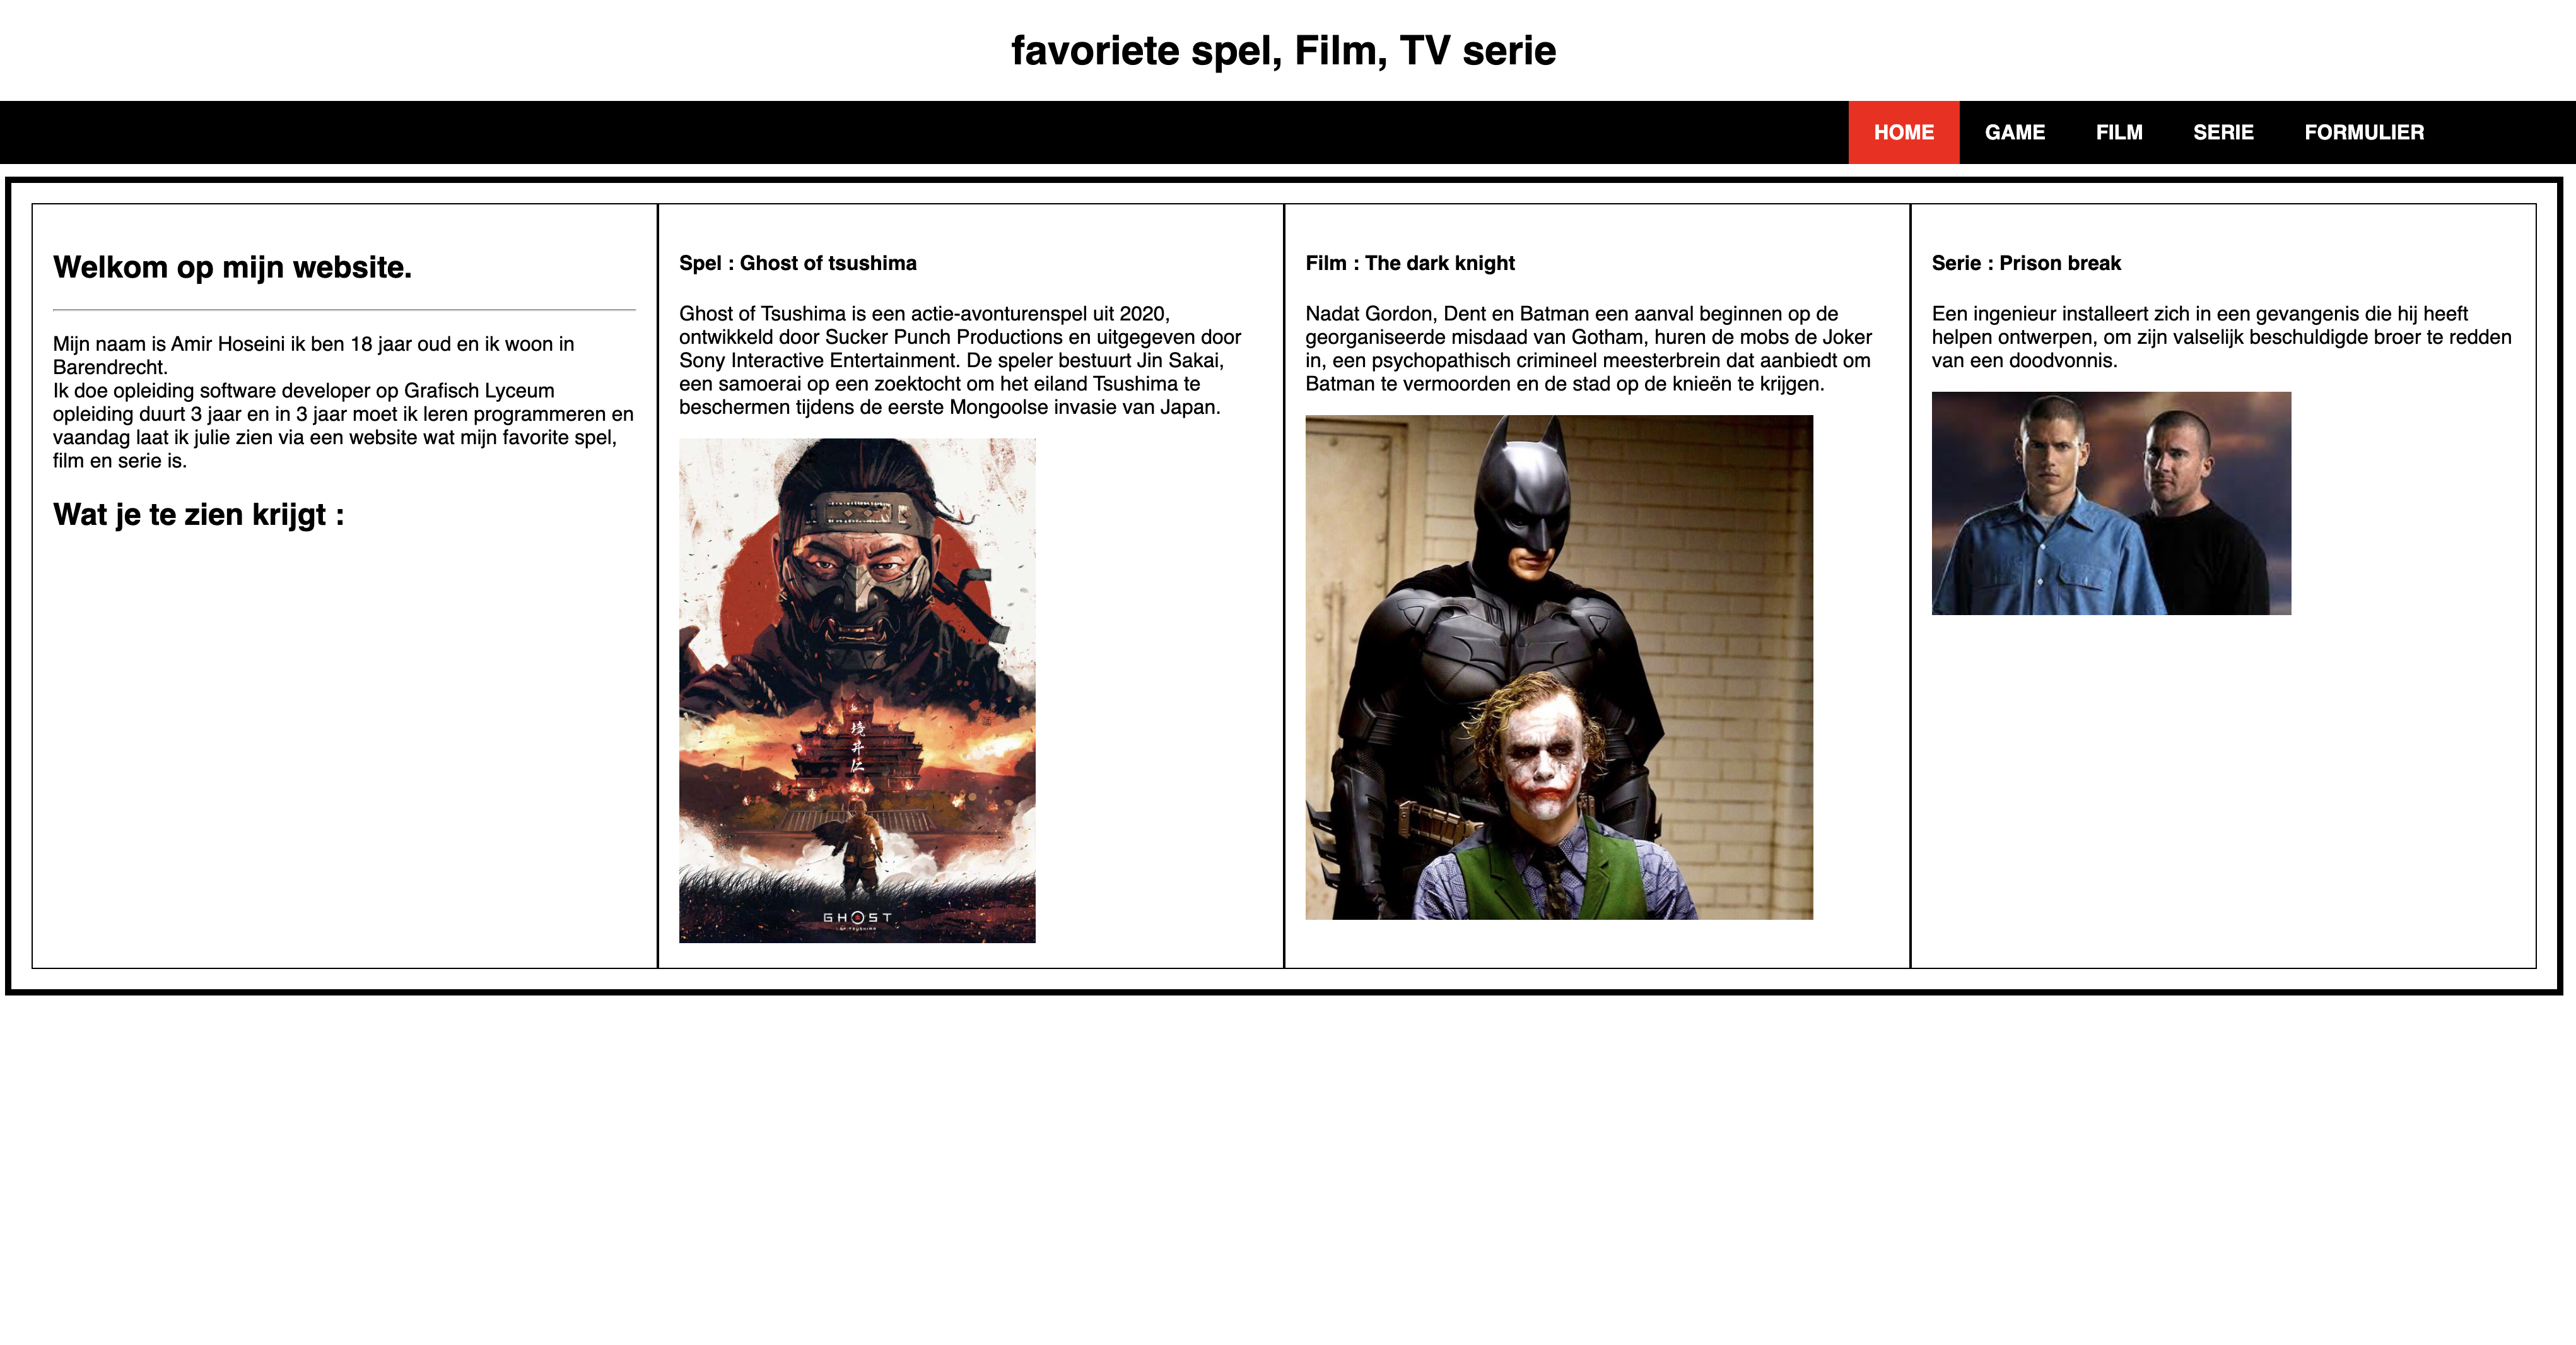 favoriete spel, Film, TV serie
HOME GAME FILM SERIE FORMULIER
Welkom op mijn website.
Mijn naam is Amir Hoseini ik ben 18 jaar oud en ik woon in
Barendrecht.
Ik doe opleiding software developer op Grafisch Lyceum
opleiding duurt 3 jaar en in 3 jaar moet ik leren programmeren en
vaandag laat ik julie zien via een website wat mijn favorite spel,
film en serie is.
Wat je te zien krijgt :
Spel : Ghost of tsushima
Ghost of Tsushima is een actie-avonturenspel uit 2020,
ontwikkeld door Sucker Punch Productions en uitgegeven door
Sony Interactive Entertainment. De speler bestuurt Jin Sakai,
een samoerai op een zoektocht om het eiland Tsushima te
beschermen tijdens de eerste Mongoolse invasie van Japan.
境
井
仁
GHOST
OF TSUSHIMA
Film : The dark knight
Nadat Gordon, Dent en Batman een aanval beginnen op de
georganiseerde misdaad van Gotham, huren de mobs de Joker
in, een psychopathisch crimineel meesterbrein dat aanbiedt om
Batman te vermoorden en de stad op de knieën te krijgen.
Serie : Prison break
Een ingenieur installeert zich in een gevangenis die hij heeft
helpen ontwerpen, om zijn valselijk beschuldigde broer te redden
van een doodvonnis.